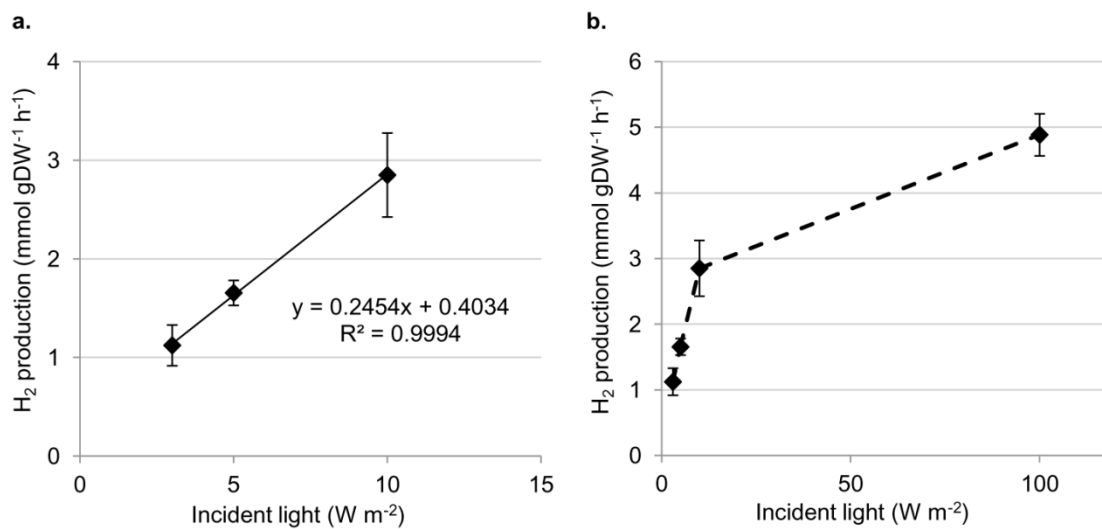 a.
H₂ production (mmol gDW⁻¹ h⁻¹)
4
3
2
1
0
0 5 10 15
Incident light (W m⁻²)
y = 0.2454x + 0.4034
R² = 0.9994
b.
H₂ production (mmol gDW⁻¹ h⁻¹)
6
5
4
3
2
1
0
0 50 100
Incident light (W m⁻²)